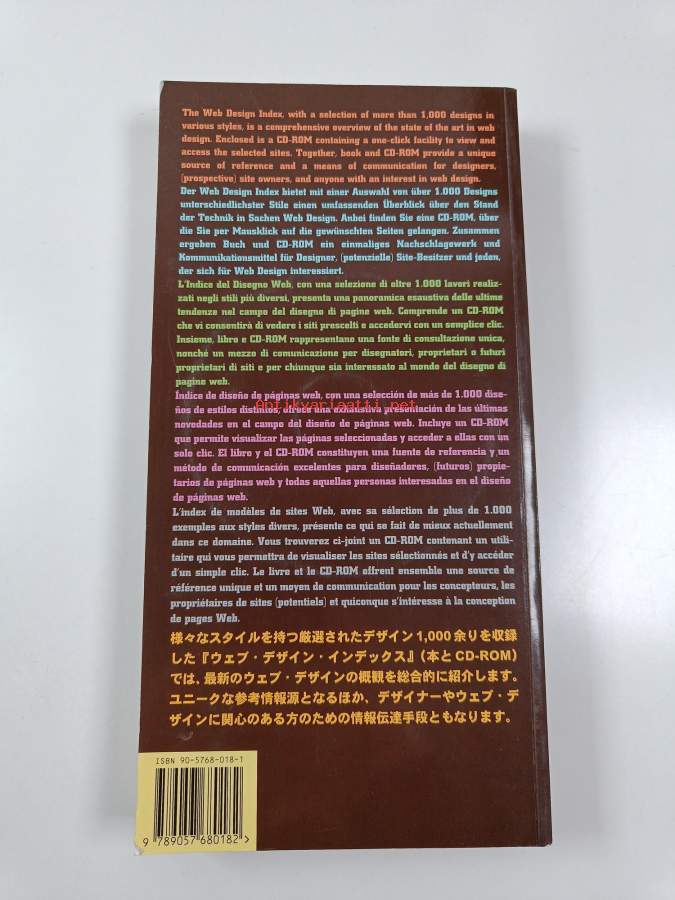 The Web Design Index, with a selection of more than 1,000 designs in
various styles, is a comprehensive overview of the state of the art in web
design. Enclosed is a CD-ROM containing a one-click facility to view and
access the selected sites. Together, book and CD-ROM provide a unique
source of reference and a means of communication for designers,
(prospective) site owners, and anyone with an interest in web design.
Der Web Design Index bietet mit einer Auswahl von über 1.000 Designs
unterschiedlichster Stile einen umfassenden Überblick über den Stand
der Technik in Sachen Web Design. Anbei finden Sie eine CD-ROM, über
die Sie per Mausklick auf die gewünschten Seiten gelangen. Zusammen
ergeben Buch und CD-ROM ein einmaliges Nachschlagewerk und
Kommunikationsmittel für Designer, (potenzielle) Site-Besitzer und jeden,
der sich für Web Design interessiert.
L'Indice del Disegno Web, con una selezione di oltre 1.000 lavori realiz-
zati negli stili più diversi, presenta una panoramica esaustiva delle ultime
tendenze nel campo del disegno di pagine web. Comprende un CD-ROM
che vi consentirà di vedere i siti prescelti e accedervi con un semplice clic.
Insieme, libro e CD-ROM rappresentano una fonte di consultazione unica,
nonché un mezzo di comunicazione per disegnatori, proprietari o futuri
proprietari di siti e per chiunque sia interessato al mondo del disegno di
pagine web.
Índice de diseño de páginas web, con una selección de más de 1.000 dise-
ños de estilos distintos, ofrece una exhaustiva presentación de las últimas
Antikvariaatti.net
novedades en el campo del diseño de páginas web. Incluye un CD-ROM
que permite visualizar las páginas seleccionadas y acceder a ellas con un
solo clic. El libro y el CD-ROM constituyen una fuente de referencia y un
método de comunicación excelentes para diseñadores, (futuros) propie-
tarios de páginas web y todas aquellas personas interesadas en el diseño
de páginas web.
L'index de modèles de sites Web, avec sa sélection de plus de 1.000
exemples aux styles divers, présente ce qui se fait de mieux actuellement
dans ce domaine. Vous trouverez ci-joint un CD-ROM contenant un utili-
taire qui vous permettra de visualiser les sites sélectionnés et d'y accéder
d'un simple clic. Le livre et le CD-ROM offrent ensemble une source de
référence unique et un moyen de communication pour les concepteurs, les
propriétaires de sites (potentiels) et quiconque s'intéresse à la conception
de pages Web.
様々なスタイルを持つ厳選されたデザイン1,000余りを収録
した『ウェブ・デザイン・インデックス』(本とCD-ROM)
では、最新のウェブ・デザインの概観を総合的に紹介します。
ユニークな参考情報源となるほか、デザイナーやウェブ・デ
ザインに関心のある方のための情報伝達手段ともなります。
ISBN 90-5768-018-1
9 789057 680182 >